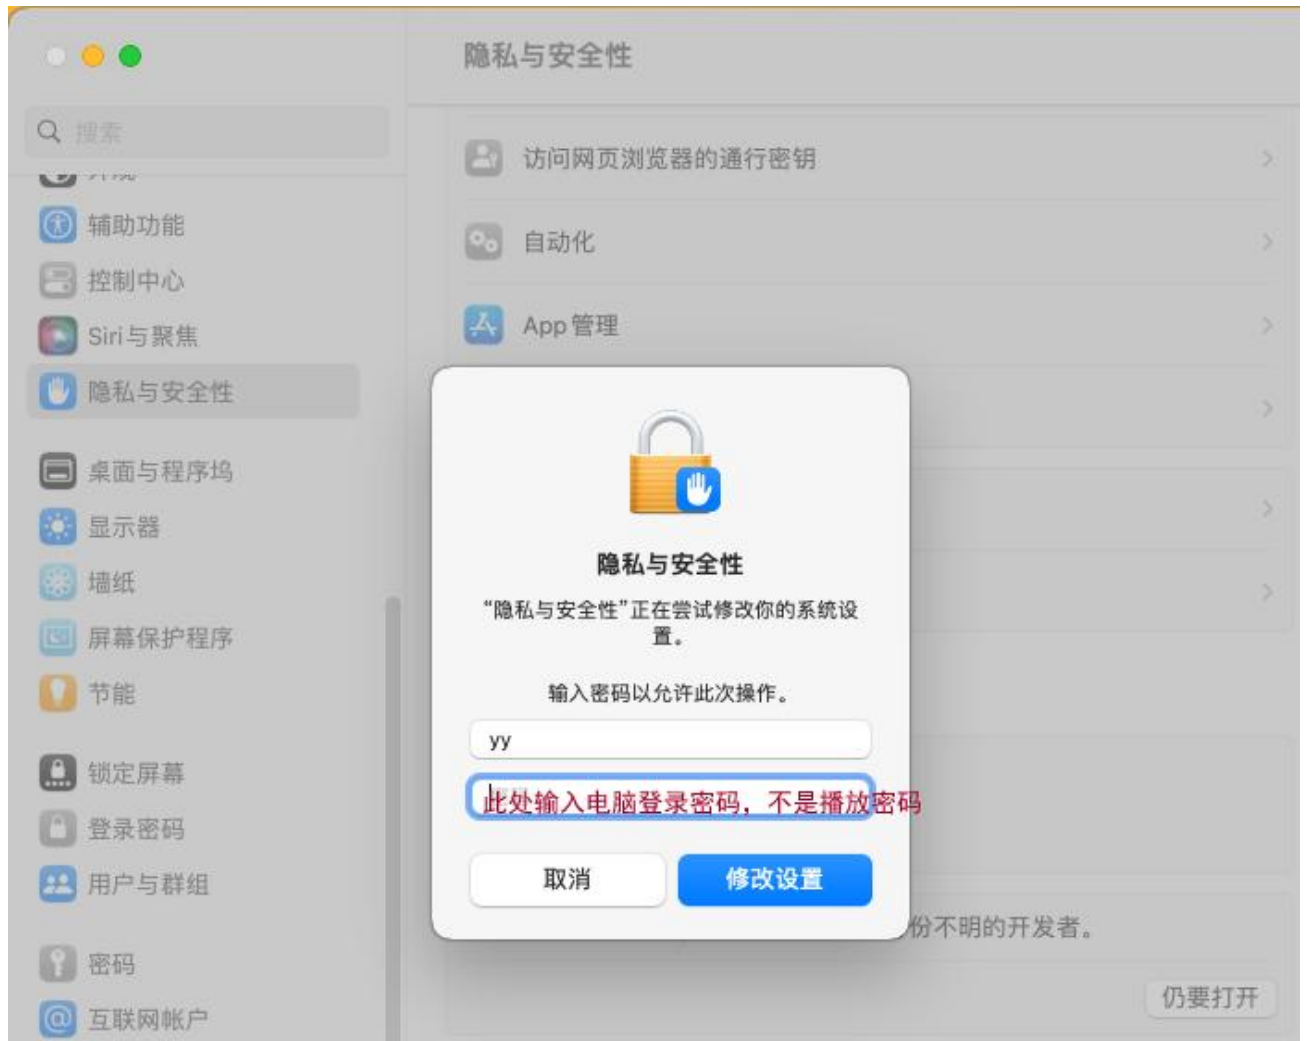 隐私与安全性
搜索
辅助功能
控制中心
Siri与聚焦
隐私与安全性
桌面与程序坞
显示器
墙纸
屏幕保护程序
节能
锁定屏幕
登录密码
用户与群组
密码
互联网帐户
访问网页浏览器的通行密钥
自动化
App管理
隐私与安全性
“隐私与安全性”正在尝试修改你的系统设
置。
输入密码以允许此次操作。
yy
此处输入电脑登录密码，不是播放密码
取消
修改设置
份不明的开发者。
仍要打开